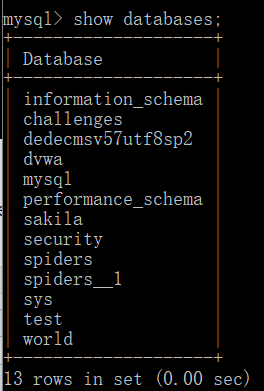 mysql> show databases;
+--------------------+
| Database           |
+--------------------+
| information_schema |
| challenges         |
| dedecmsv57utf8sp2  |
| dvwa               |
| mysql              |
| performance_schema |
| sakila             |
| security           |
| spiders            |
| spiders__1         |
| sys                |
| test               |
| world              |
+--------------------+
13 rows in set (0.00 sec)